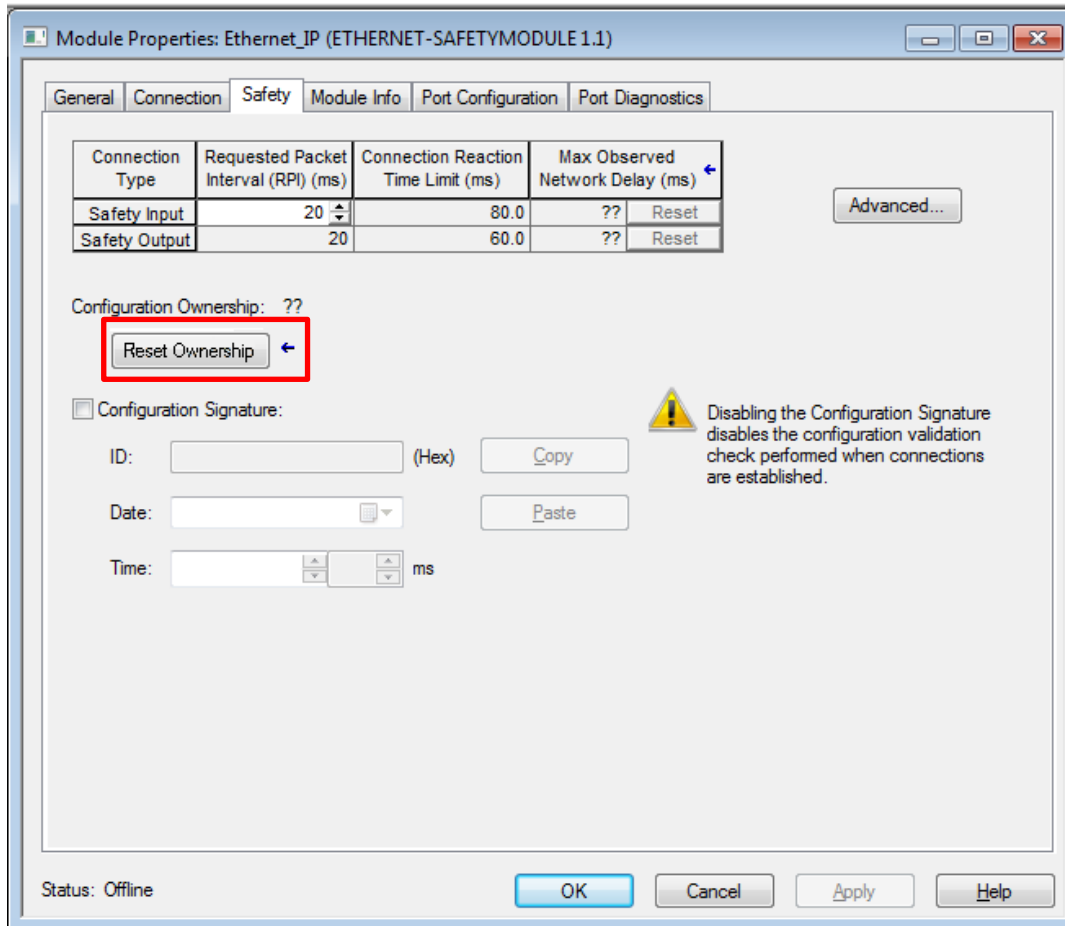 Module Properties: Ethernet_IP (ETHERNET-SAFETYMODULE 1.1)
General Connection Safety Module Info Port Configuration Port Diagnostics
Connection Type Requested Packet Interval (RPI) (ms) Connection Reaction Time Limit (ms) Max Observed Network Delay (ms)
Safety Input 20 80.0 ?? Reset
Safety Output 20 60.0 ?? Reset
Advanced...
Configuration Ownership: ??
Reset Ownership
Configuration Signature:
ID: (Hex) Copy
Date: Paste
Time: ms
Disabling the Configuration Signature
disables the configuration validation
check performed when connections
are established.
Status: Offline OK Cancel Apply Help